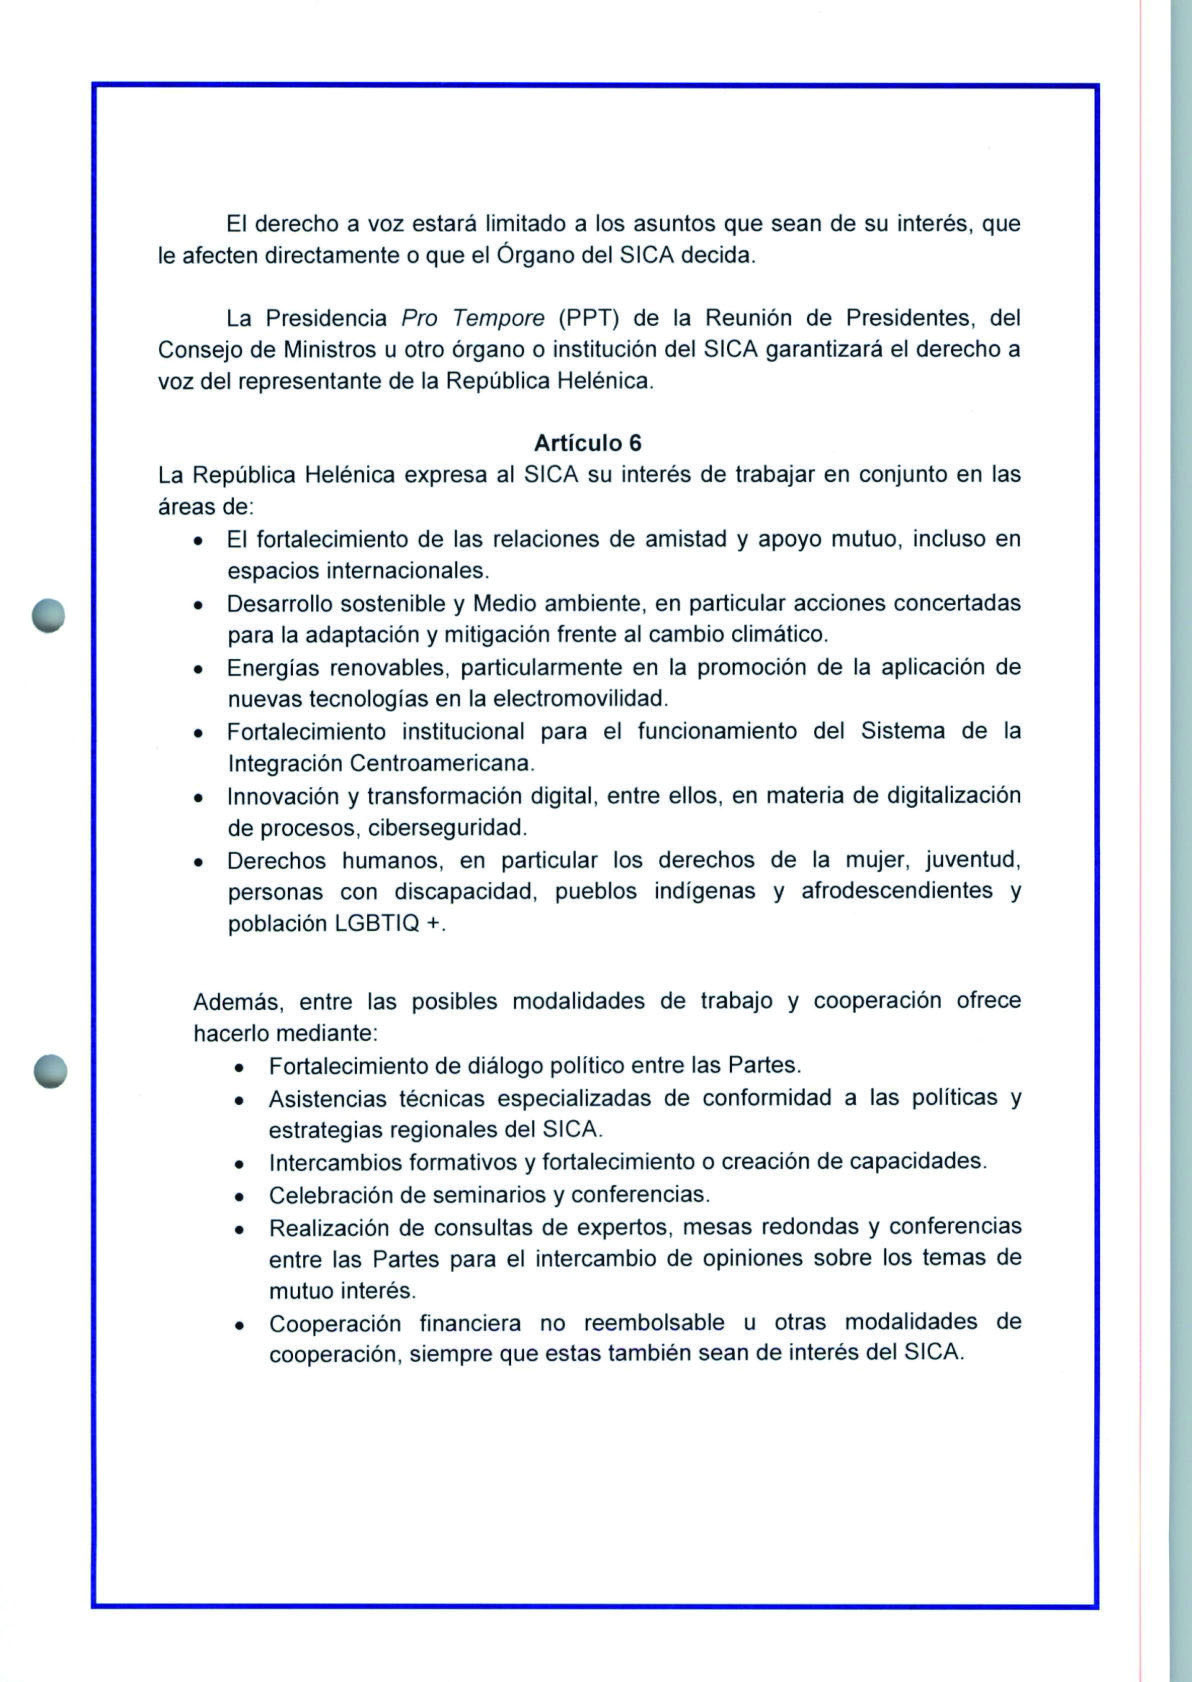 El derecho a voz estará limitado a los asuntos que sean de su interés, que
le afecten directamente o que el Órgano del SICA decida.
La Presidencia Pro Tempore (PPT) de la Reunión de Presidentes, del
Consejo de Ministros u otro órgano o institución del SICA garantizará el derecho a
voz del representante de la República Helénica.
Artículo 6
La República Helénica expresa al SICA su interés de trabajar en conjunto en las
áreas de:
• El fortalecimiento de las relaciones de amistad y apoyo mutuo, incluso en
espacios internacionales.
• Desarrollo sostenible y Medio ambiente, en particular acciones concertadas
para la adaptación y mitigación frente al cambio climático.
• Energías renovables, particularmente en la promoción de la aplicación de
nuevas tecnologías en la electromovilidad.
• Fortalecimiento institucional para el funcionamiento del Sistema de la
Integración Centroamericana.
• Innovación y transformación digital, entre ellos, en materia de digitalización
de procesos, ciberseguridad.
• Derechos humanos, en particular los derechos de la mujer, juventud,
personas con discapacidad, pueblos indígenas y afrodescendientes y
población LGBTIQ +.
Además, entre las posibles modalidades de trabajo y cooperación ofrece
hacerlo mediante:
• Fortalecimiento de diálogo político entre las Partes.
• Asistencias técnicas especializadas de conformidad a las políticas y
estrategias regionales del SICA.
• Intercambios formativos y fortalecimiento o creación de capacidades.
• Celebración de seminarios y conferencias.
• Realización de consultas de expertos, mesas redondas y conferencias
entre las Partes para el intercambio de opiniones sobre los temas de
mutuo interés.
• Cooperación financiera no reembolsable u otras modalidades de
cooperación, siempre que estas también sean de interés del SICA.